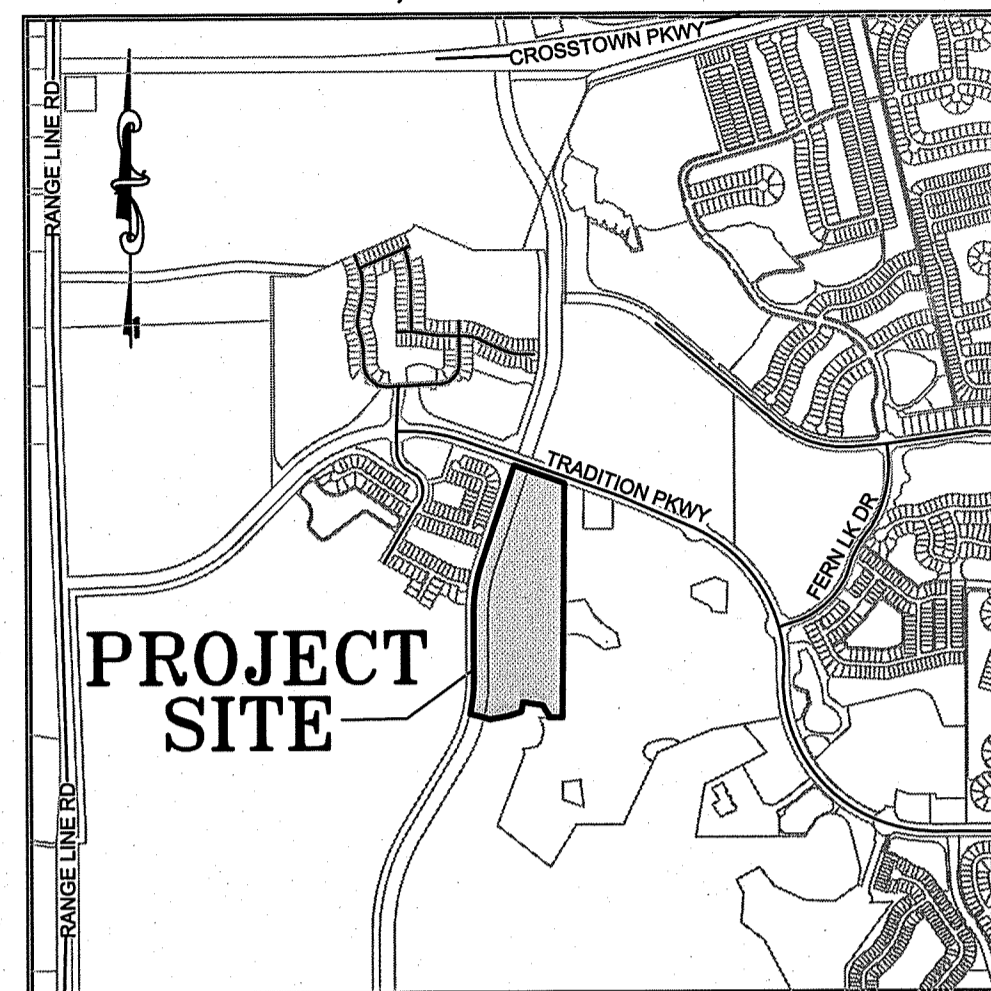 CROSSTOWN PKWY
RANGE LINE RD
TRADITION PKWY
FERN LK DR
PROJECT
SITE
RANGE LINE RD